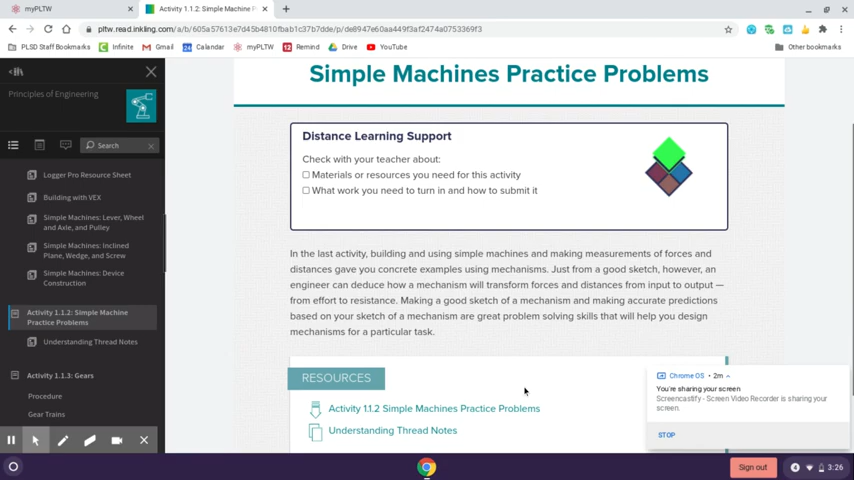 myPLTW
Activity 1.1.2: Simple Machine P
pltw.read.inkling.com/a/b/605a57613e7d45b4810fbab1c37b7dde/p/de8947e60aa449f3af2474a0753369f3
PLSD Staff Bookmarks
Infinite
Gmail
Calandar
myPLTW
Remind
Drive
YouTube
Other bookmarks
Principles of Engineering
Search
Logger Pro Resource Sheet
Building with VEX
Simple Machines: Lever, Wheel
and Axle, and Pulley
Simple Machines: Inclined
Plane, Wedge, and Screw
Simple Machines: Device
Construction
Activity 1.1.2: Simple Machine
Practice Problems
Understanding Thread Notes
Activity 1.1.3: Gears
Procedure
Gear Trains
Simple Machines Practice Problems
Distance Learning Support
Check with your teacher about:
Materials or resources you need for this activity
What work you need to turn in and how to submit it
In the last activity, building and using simple machines and making measurements of forces and
distances gave you concrete examples using mechanisms. Just from a good sketch, however, an
engineer can deduce how a mechanism will transform forces and distances from input to output —
from effort to resistance. Making a good sketch of a mechanism and making accurate predictions
based on your sketch of a mechanism are great problem solving skills that will help you design
mechanisms for a particular task.
RESOURCES
Activity 1.1.2 Simple Machines Practice Problems
Understanding Thread Notes
Chrome OS • 2m
You're sharing your screen
Screencastify - Screen Video Recorder is sharing your
screen.
STOP
Sign out
4
3:26